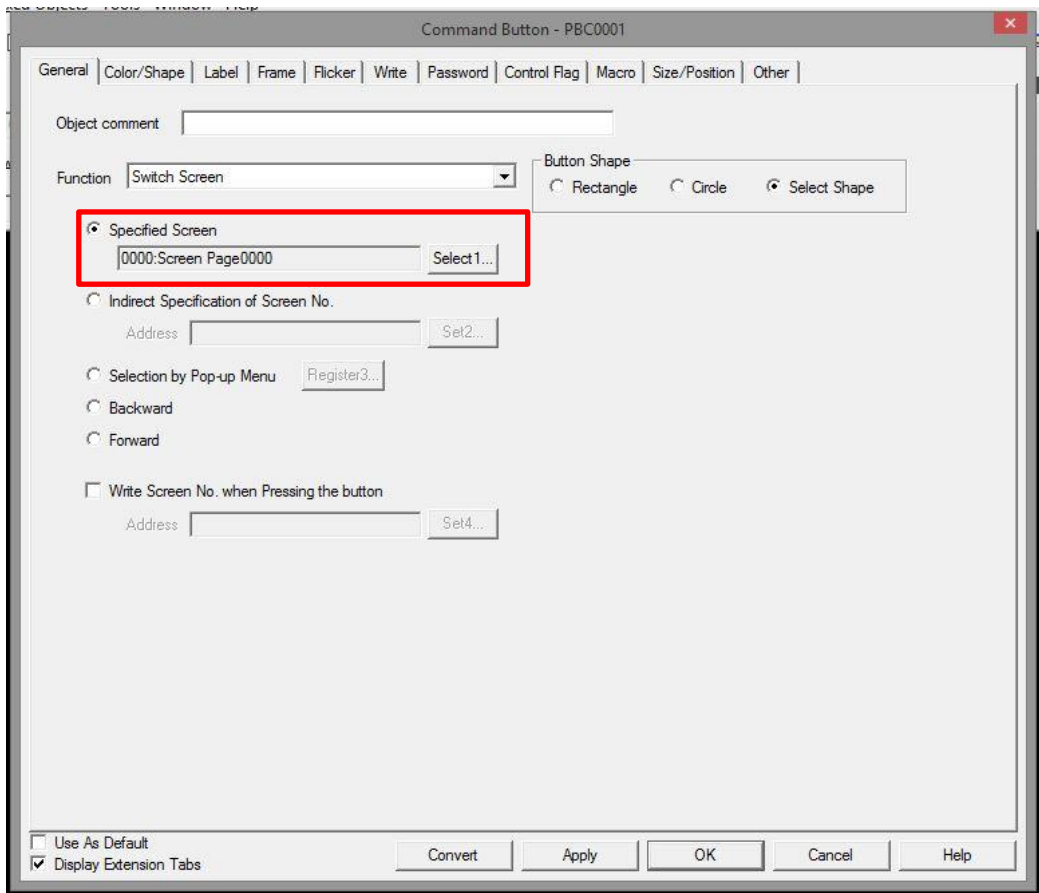 Command Button - PBC0001
General Color/Shape Label Frame Flicker Write Password Control Flag Macro Size/Position Other
Object comment
Function Switch Screen
Button Shape
Rectangle Circle Select Shape
Specified Screen
0000:Screen Page0000 Select1...
Indirect Specification of Screen No.
Address Set2...
Selection by Pop-up Menu Register3...
Backward
Forward
Write Screen No. when Pressing the button
Address Set4...
Use As Default
Display Extension Tabs
Convert Apply OK Cancel Help